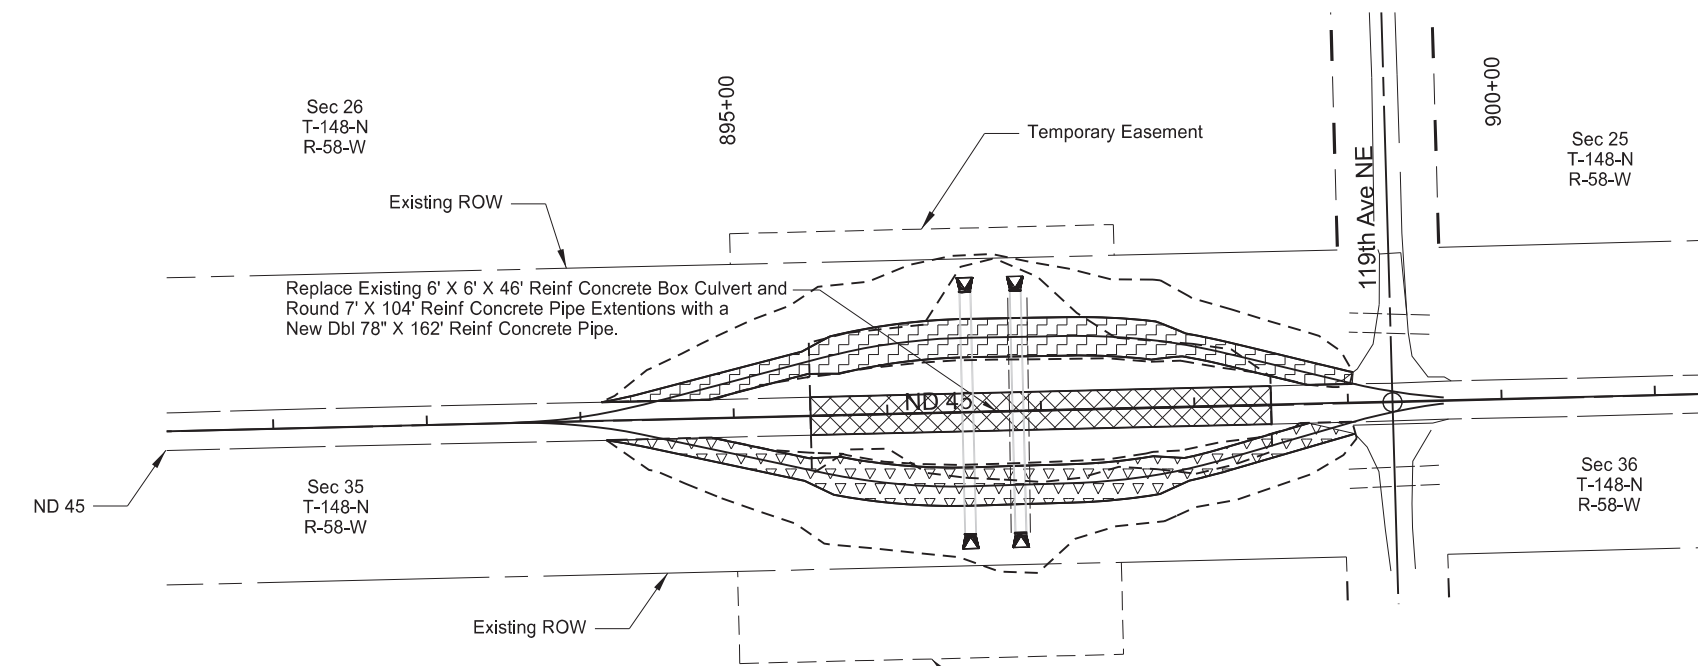 895+00
900+00
Sec 26
T-148-N
R-58-W
Temporary Easement
Sec 25
T-148-N
R-58-W
119th Ave NE
Existing ROW
Replace Existing 6' X 6' X 46' Reinf Concrete Box Culvert and
Round 7' X 104' Reinf Concrete Pipe Extentions with a
New Dbl 78" X 162' Reinf Concrete Pipe.
ND 45
Sec 35
T-148-N
R-58-W
Sec 36
T-148-N
R-58-W
ND 45
Existing ROW